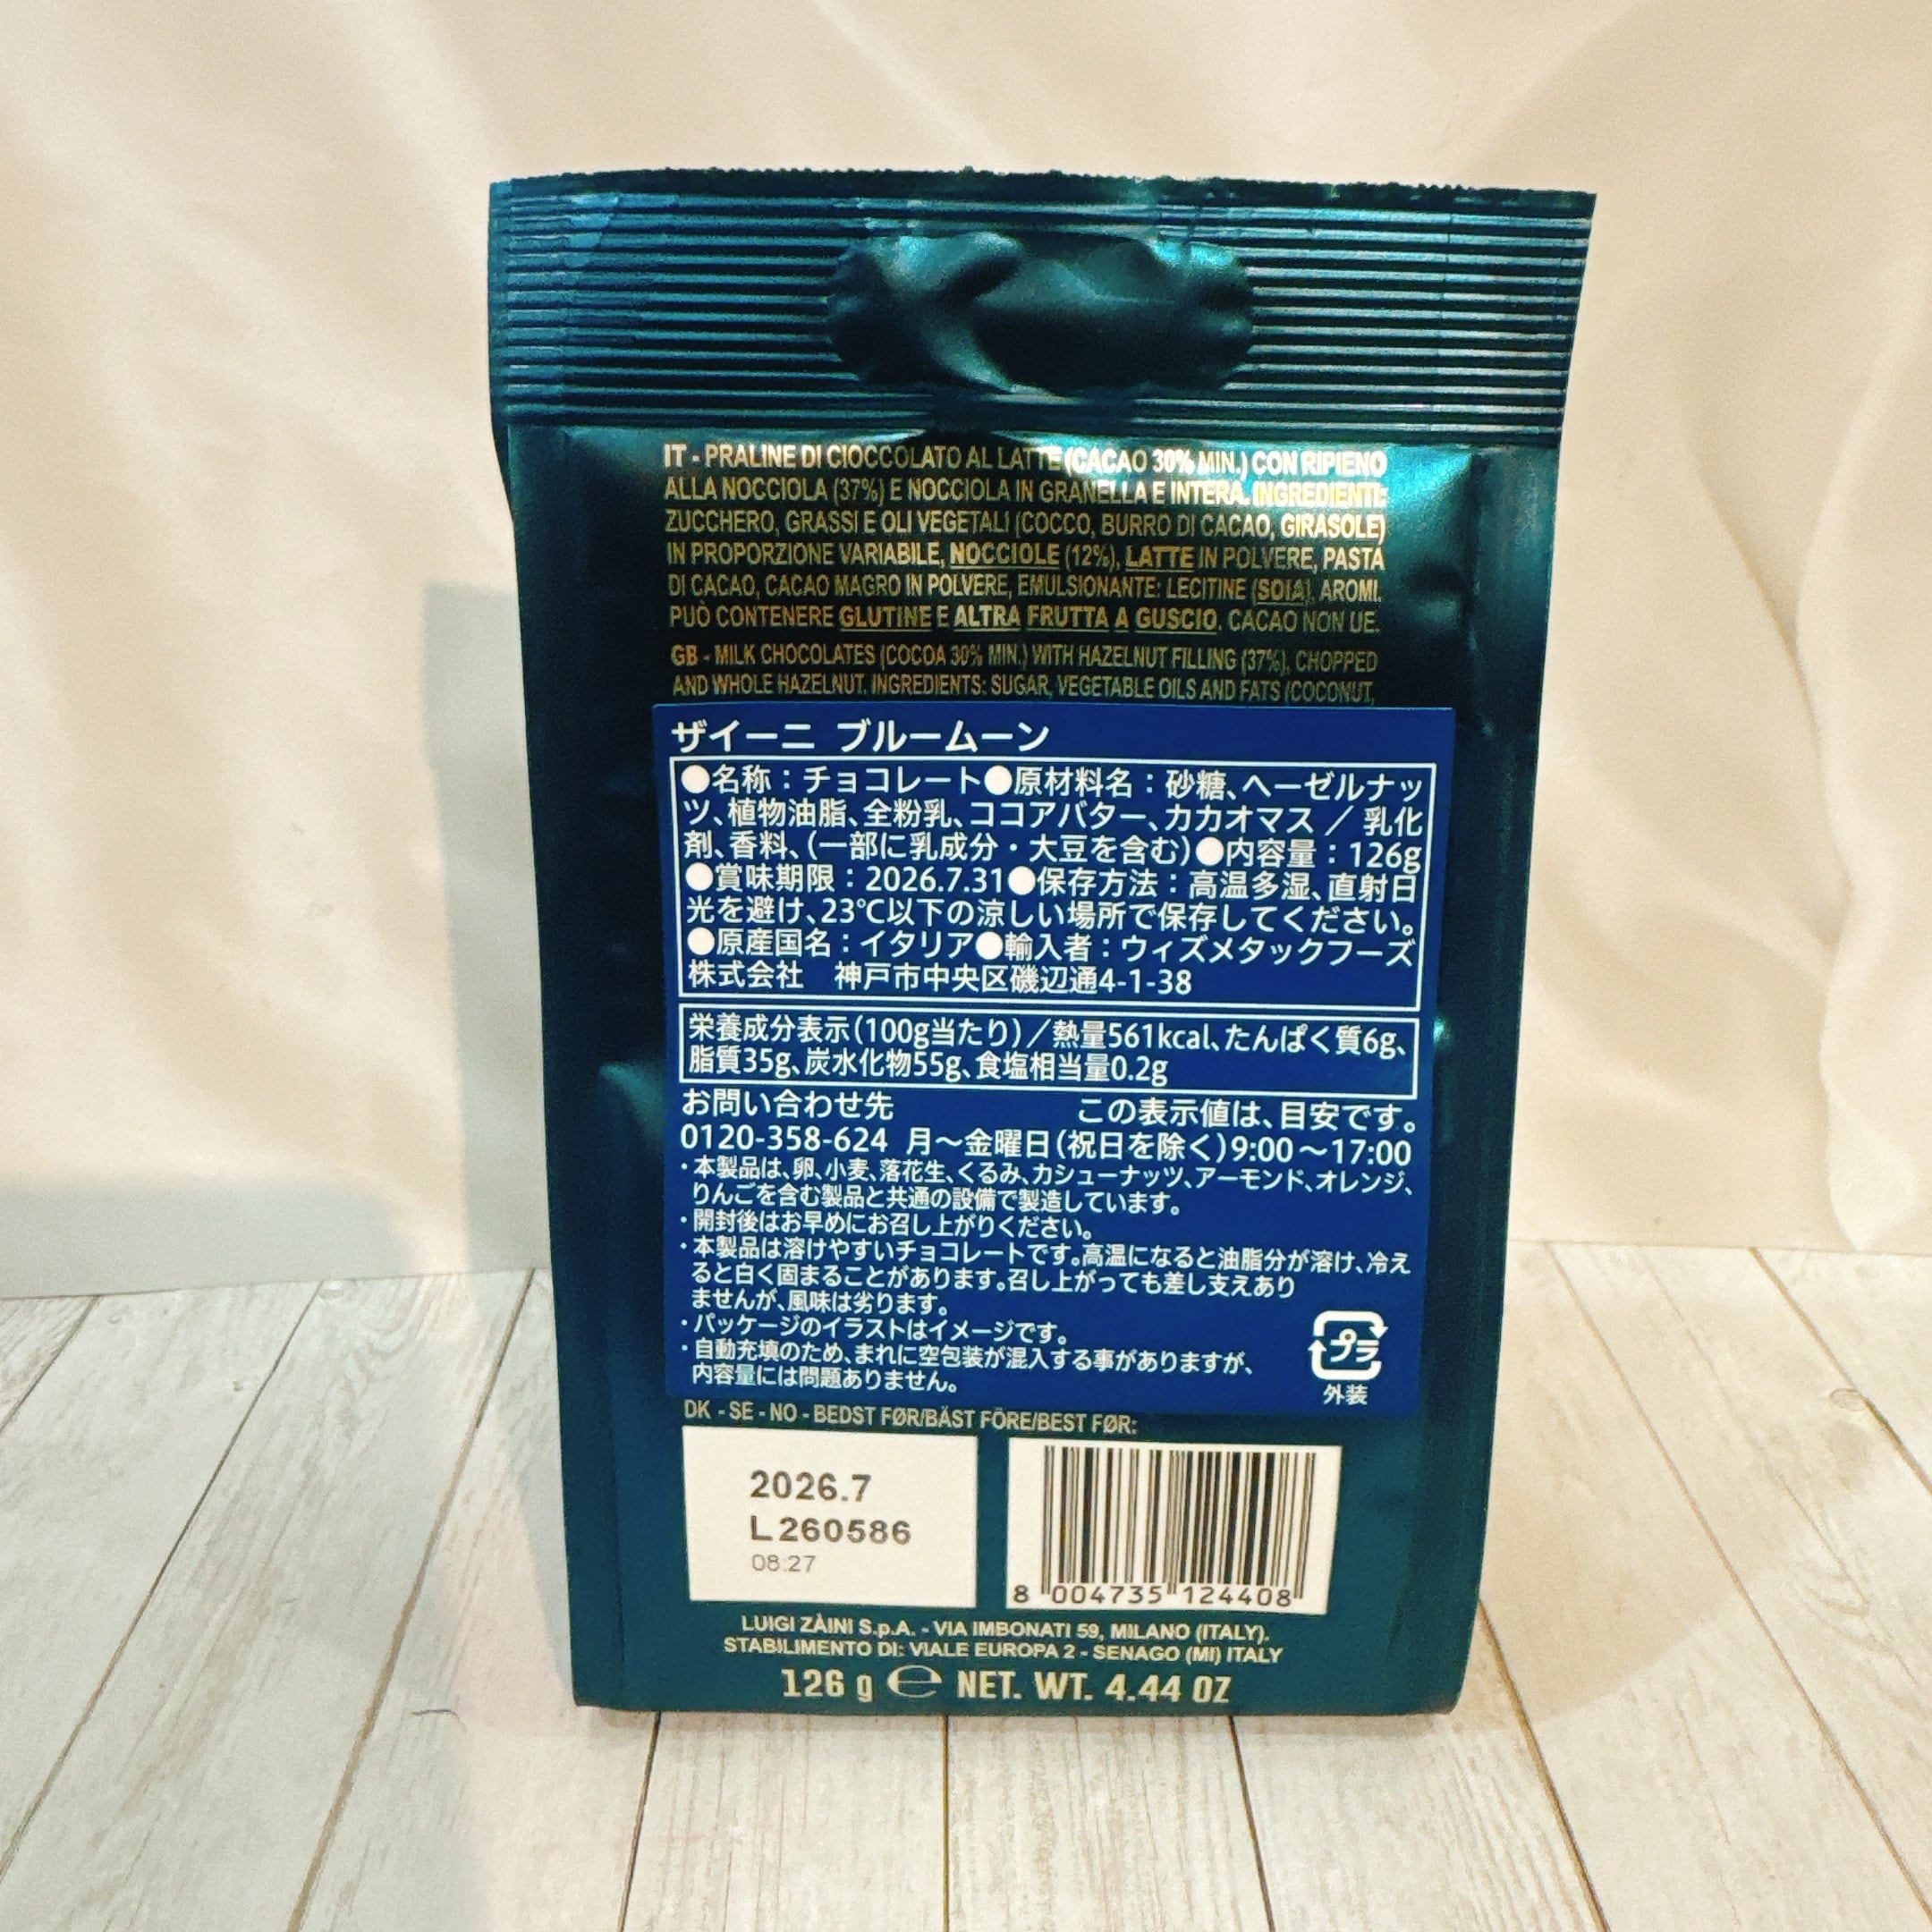 IT - PRALINE DI CIOCCOLATO AL LATTE (CACAO 30% MIN.) CON RIPIENO
ALLA NOCCIOLA (37%) E NOCCIOLA IN GRANELLA E INTERA. INGREDIENTI:
ZUCCHERO, GRASSI E OLI VEGETALI (COCCO, BURRO DI CACAO, GIRASOLE)
IN PROPORZIONE VARIABILE, NOCCIOLE (12%), LATTE IN POLVERE, PASTA
DI CACAO, CACAO MAGRO IN POLVERE, EMULSIONANTE: LECITINE (SOIA), AROMI.
PUÒ CONTENERE GLUTINE E ALTRA FRUTTA A GUSCIO. CACAO NON UE.
GB - MILK CHOCOLATES (COCOA 30% MIN.) WITH HAZELNUT FILLING (37%), CHOPPED
AND WHOLE HAZELNUT. INGREDIENTS: SUGAR, VEGETABLE OILS AND FATS (COCONUT,
ザイーニ ブルームーン
●名称：チョコレート●原材料名：砂糖、ヘーゼルナッ
ツ、植物油脂、全粉乳、ココアバター、カカオマス ／ 乳化
剤、香料、(一部に乳成分・大豆を含む)●内容量：126g
●賞味期限：2026.7.31●保存方法：高温多湿、直射日
光を避け、23℃以下の涼しい場所で保存してください。
●原産国名：イタリア●輸入者：ウィズメタックフーズ
株式会社　神戸市中央区磯辺通4-1-38
栄養成分表示(100g当たり)／熱量561kcal、たんぱく質6g、
脂質35g、炭水化物55g、食塩相当量0.2g
お問い合わせ先　この表示値は、目安です。
0120-358-624 月～金曜日(祝日を除く)9:00～17:00
・本製品は、卵、小麦、落花生、くるみ、カシューナッツ、アーモンド、オレンジ、
りんごを含む製品と共通の設備で製造しています。
・開封後はお早めにお召し上がりください。
・本製品は溶けやすいチョコレートです。高温になると油脂分が溶け、冷え
ると白く固まることがあります。召し上がっても差し支えあり
ませんが、風味は劣ります。
・パッケージのイラストはイメージです。
・自動充填のため、まれに空包装が混入する事がありますが、
内容量には問題ありません。
プラ
外装
DK - SE - NO - BEDST FØR/BÄST FÖRE/BEST FØR:
2026.7
L260586
08:27
8 004735 124408
LUIGI ZÀINI S.p.A. - VIA IMBONATI 59, MILANO (ITALY).
STABILIMENTO DI: VIALE EUROPA 2 - SENAGO (MI) ITALY
126 g ℮ NET. WT. 4.44 OZ